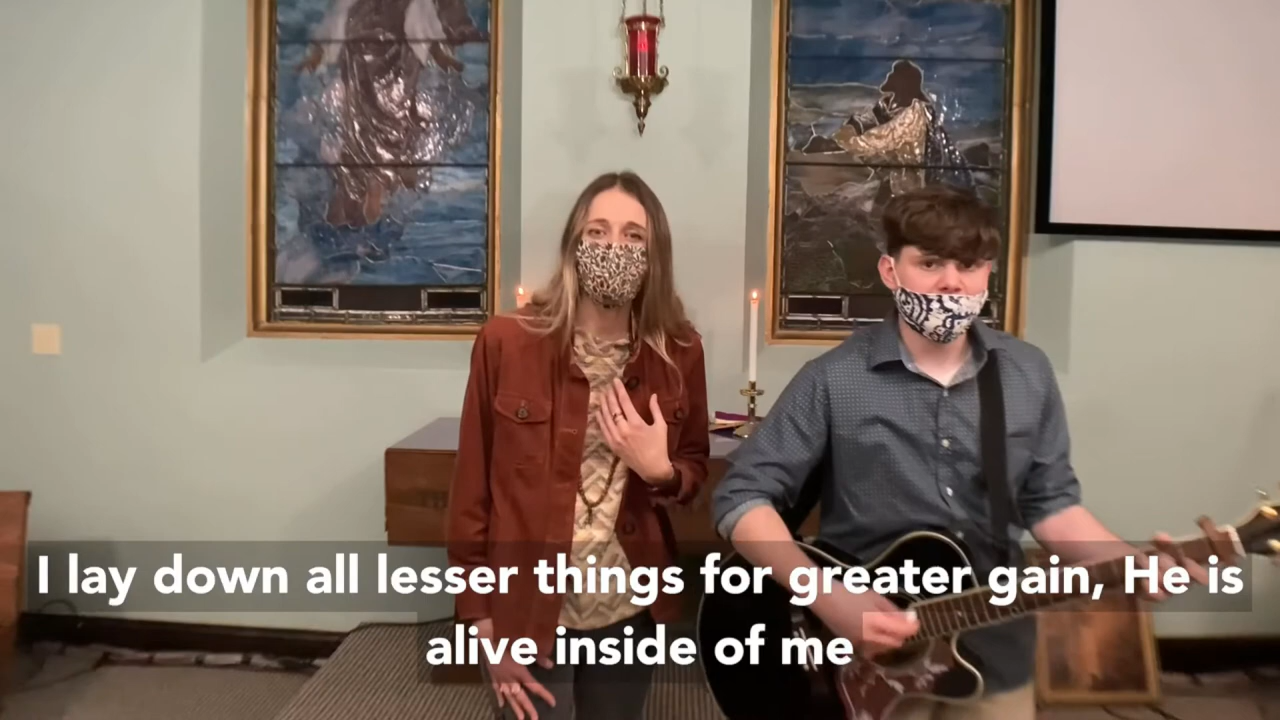 I lay down all lesser things for greater gain, He is
alive inside of me